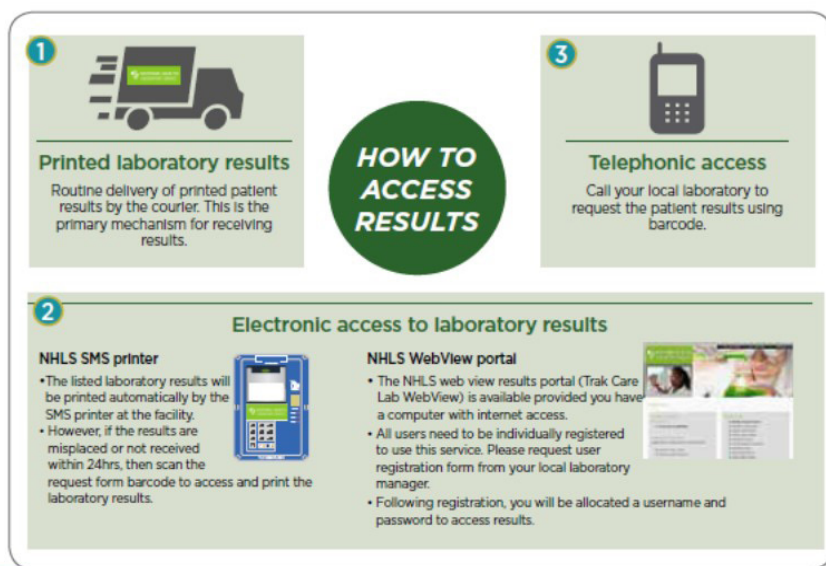 1
Printed laboratory results
Routine delivery of printed patient
results by the courier. This is the
primary mechanism for receiving
results.
HOW TO
ACCESS
RESULTS
3
Telephonic access
Call your local laboratory to
request the patient results using
barcode.
2
Electronic access to laboratory results
NHLS SMS printer
•The listed laboratory results will
be printed automatically by the
SMS printer at the facility.
• However, if the results are
misplaced or not received
within 24hrs, then scan the
request form barcode to access and print the
laboratory results.
NHLS WebView portal
• The NHLS web view results portal (Trak Care
Lab WebView) is available provided you have
a computer with internet access.
• All users need to be individually registered
to use this service. Please request user
registration form from your local laboratory
manager.
• Following registration, you will be allocated a username and
password to access results.